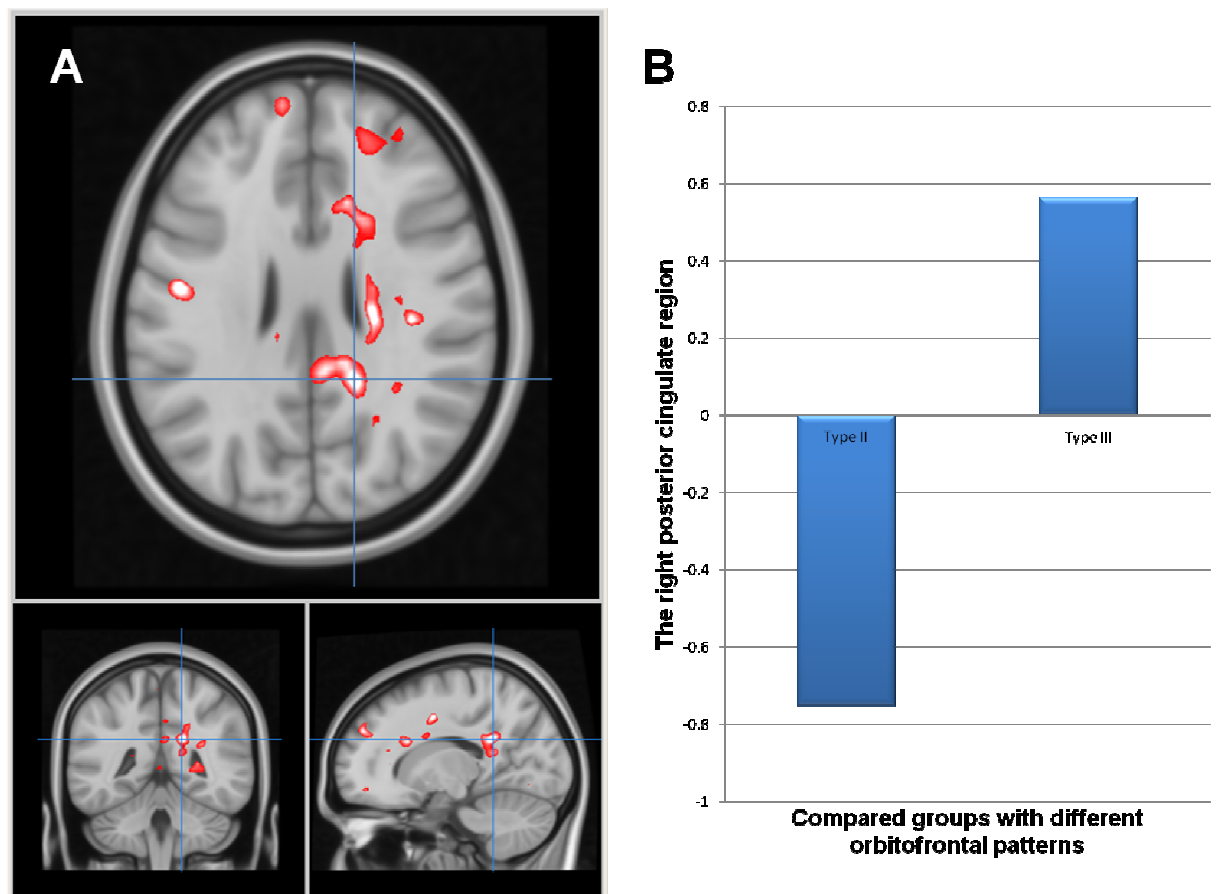 A
B
The right posterior cingulate region
0.8
0.6
0.4
0.2
0
-0.2
-0.4
-0.6
-0.8
-1
Type II
Type III
Compared groups with different
orbitofrontal patterns